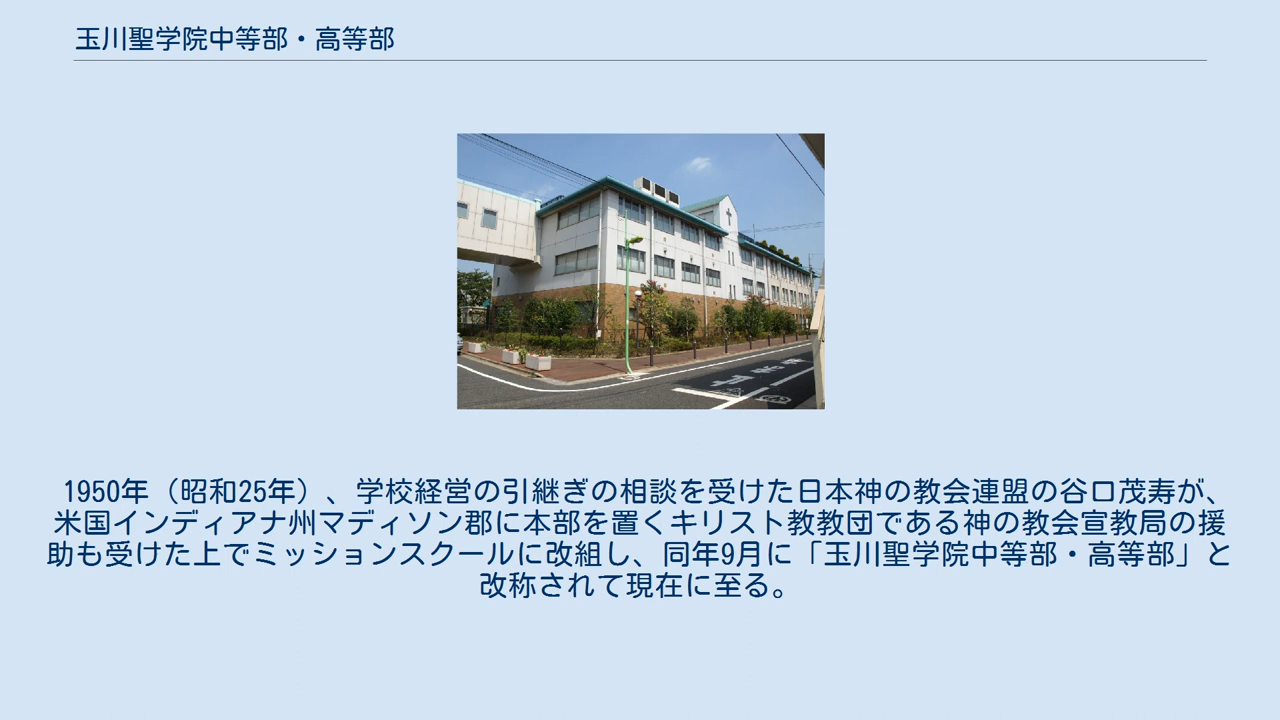 玉川聖学院中等部・高等部
1950年（昭和25年）、学校経営の引継ぎの相談を受けた日本神の教会連盟の谷口茂寿が、
米国インディアナ州マディソン郡に本部を置くキリスト教教団である神の教会宣教局の援
助も受けた上でミッションスクールに改組し、同年9月に「玉川聖学院中等部・高等部」と
改称されて現在に至る。